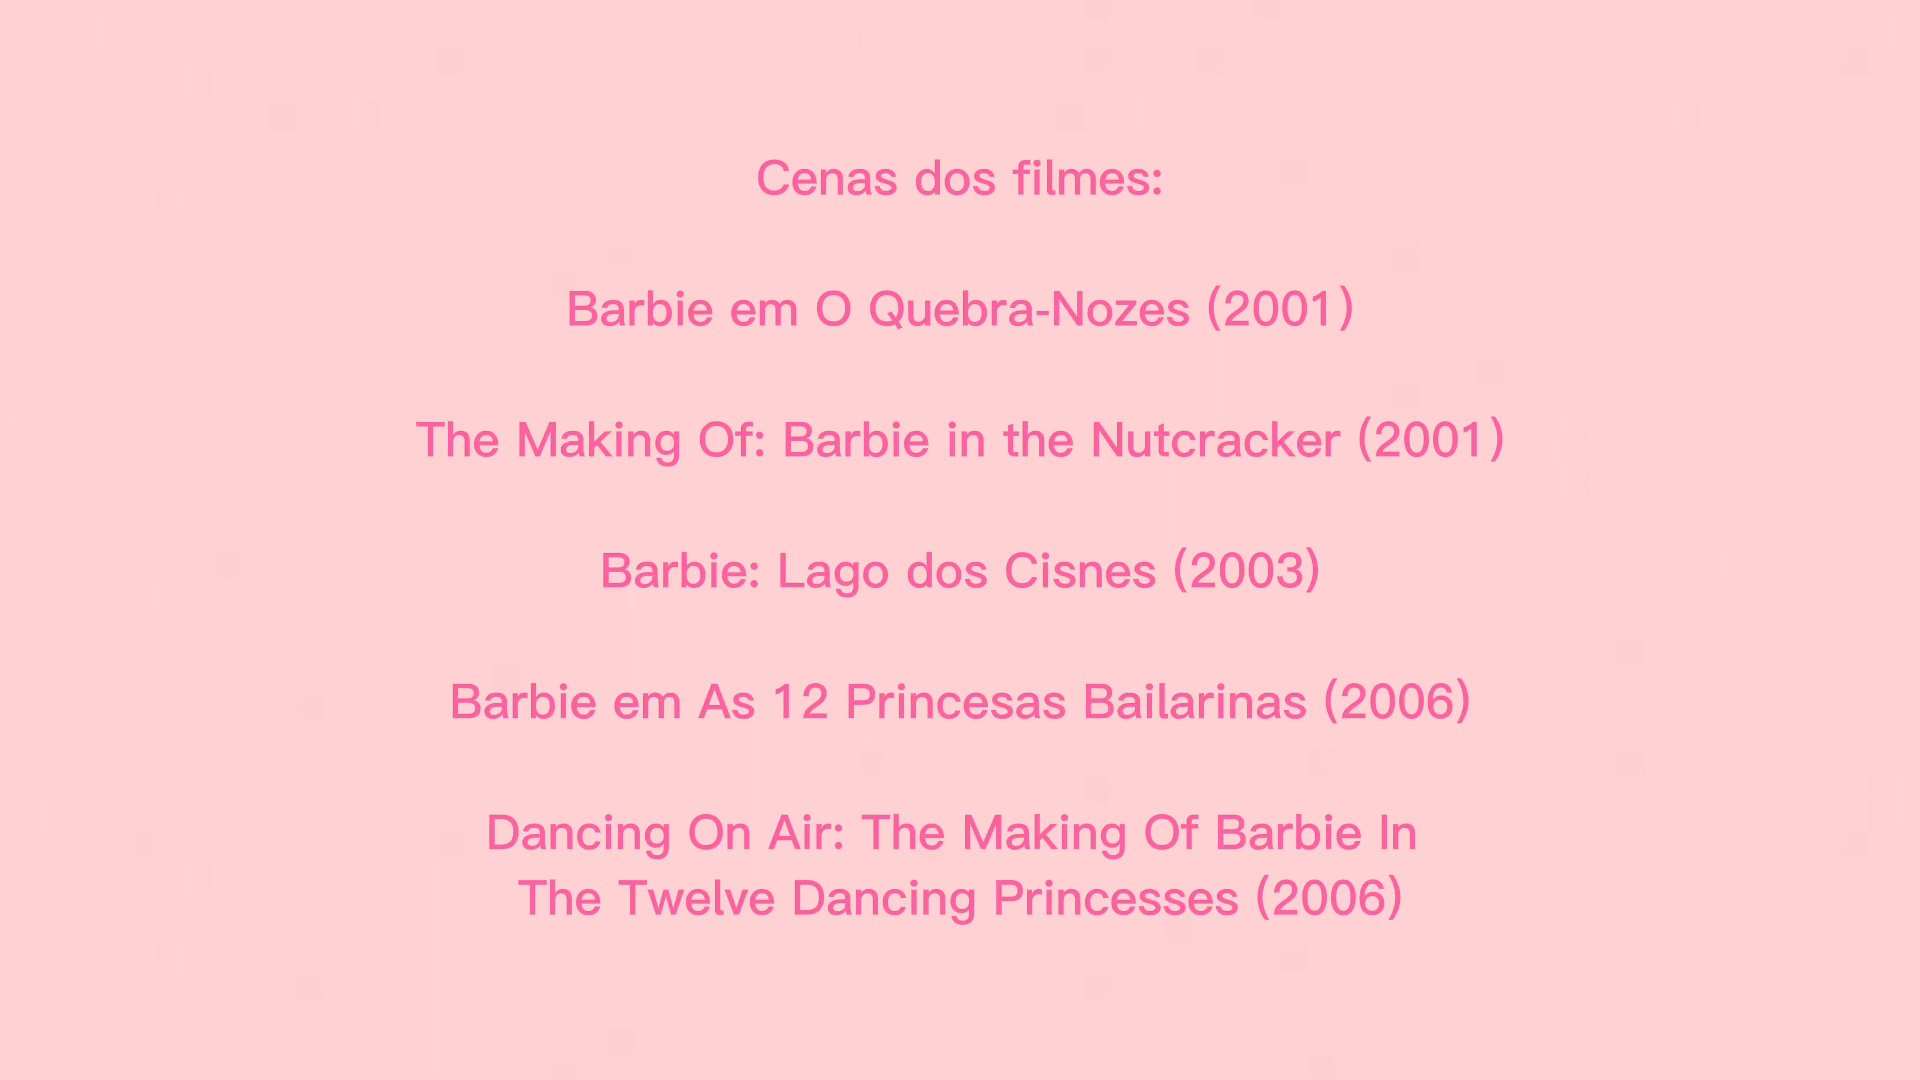 Cenas dos filmes:
Barbie em O Quebra-Nozes (2001)
The Making Of: Barbie in the Nutcracker (2001)
Barbie: Lago dos Cisnes (2003)
Barbie em As 12 Princesas Bailarinas (2006)
Dancing On Air: The Making Of Barbie In
The Twelve Dancing Princesses (2006)